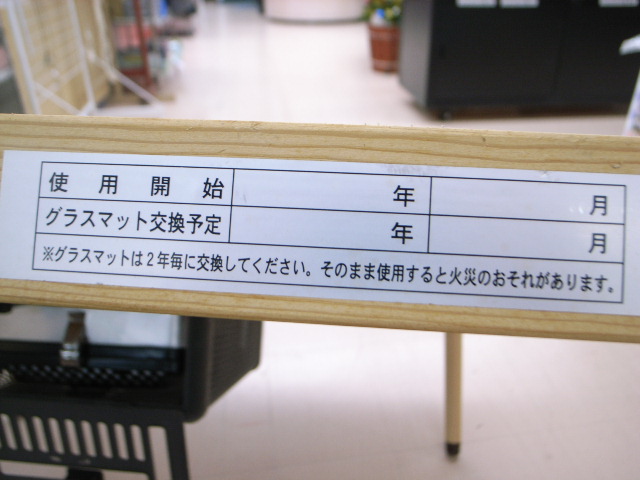 使用開始 年 月
グラスマット交換予定 年 月
※グラスマットは2年毎に交換してください。そのまま使用すると火災のおそれがあります。